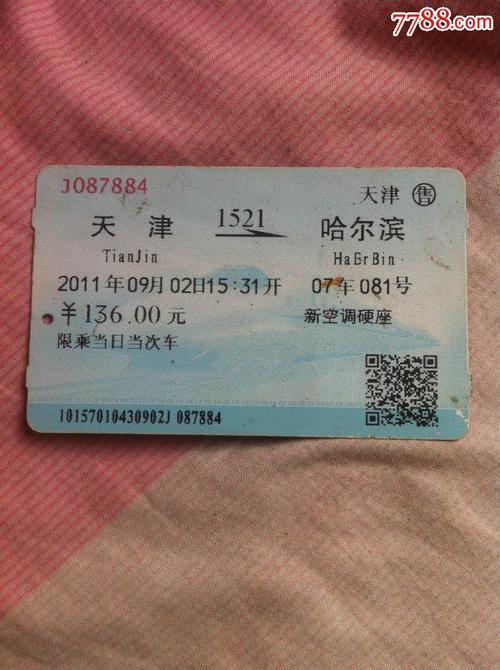 7788.com
J087884
天津 售
天津 1521 哈尔滨
TianJin HaErBin
2011年09月02日15:31开 07车081号
¥136.00元 新空调硬座
限乘当日当次车
10157010430902J 087884